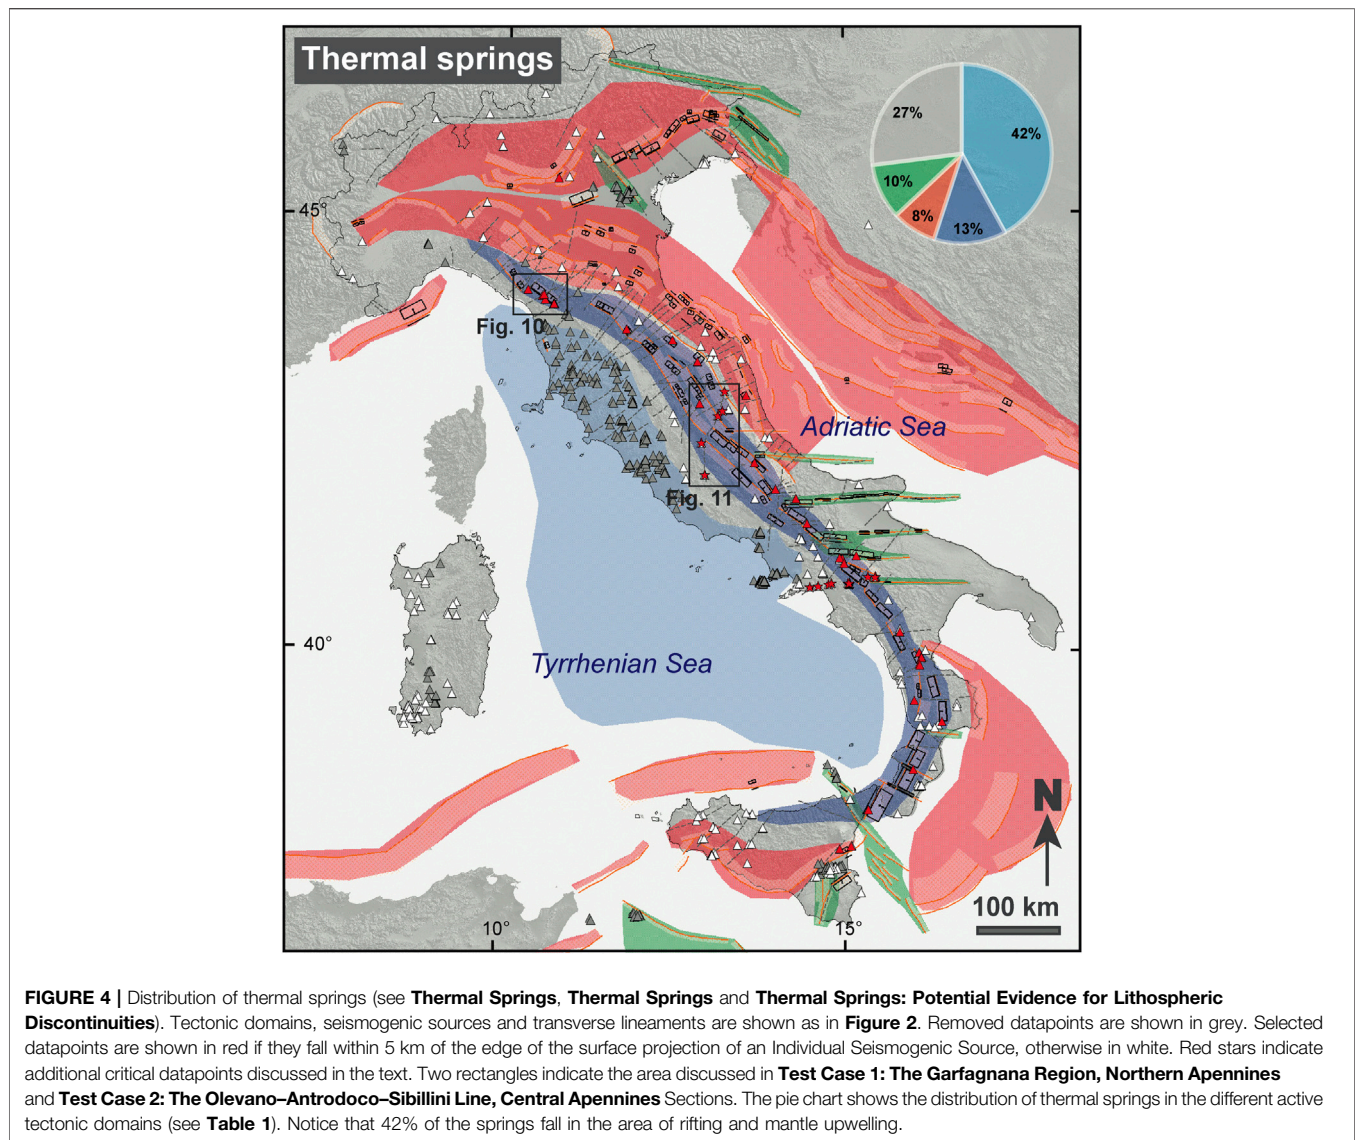 Thermal springs
27%
42%
10%
8%
13%
45°
Fig. 10
Adriatic Sea
Fig. 11
40°
Tyrrhenian Sea
N
100 km
10°
15°
FIGURE 4 | Distribution of thermal springs (see Thermal Springs, Thermal Springs and Thermal Springs: Potential Evidence for Lithospheric
Discontinuities). Tectonic domains, seismogenic sources and transverse lineaments are shown as in Figure 2. Removed datapoints are shown in grey. Selected
datapoints are shown in red if they fall within 5 km of the edge of the surface projection of an Individual Seismogenic Source, otherwise in white. Red stars indicate
additional critical datapoints discussed in the text. Two rectangles indicate the area discussed in Test Case 1: The Garfagnana Region, Northern Apennines
and Test Case 2: The Olevano–Antrodoco–Sibillini Line, Central Apennines Sections. The pie chart shows the distribution of thermal springs in the different active
tectonic domains (see Table 1). Notice that 42% of the springs fall in the area of rifting and mantle upwelling.